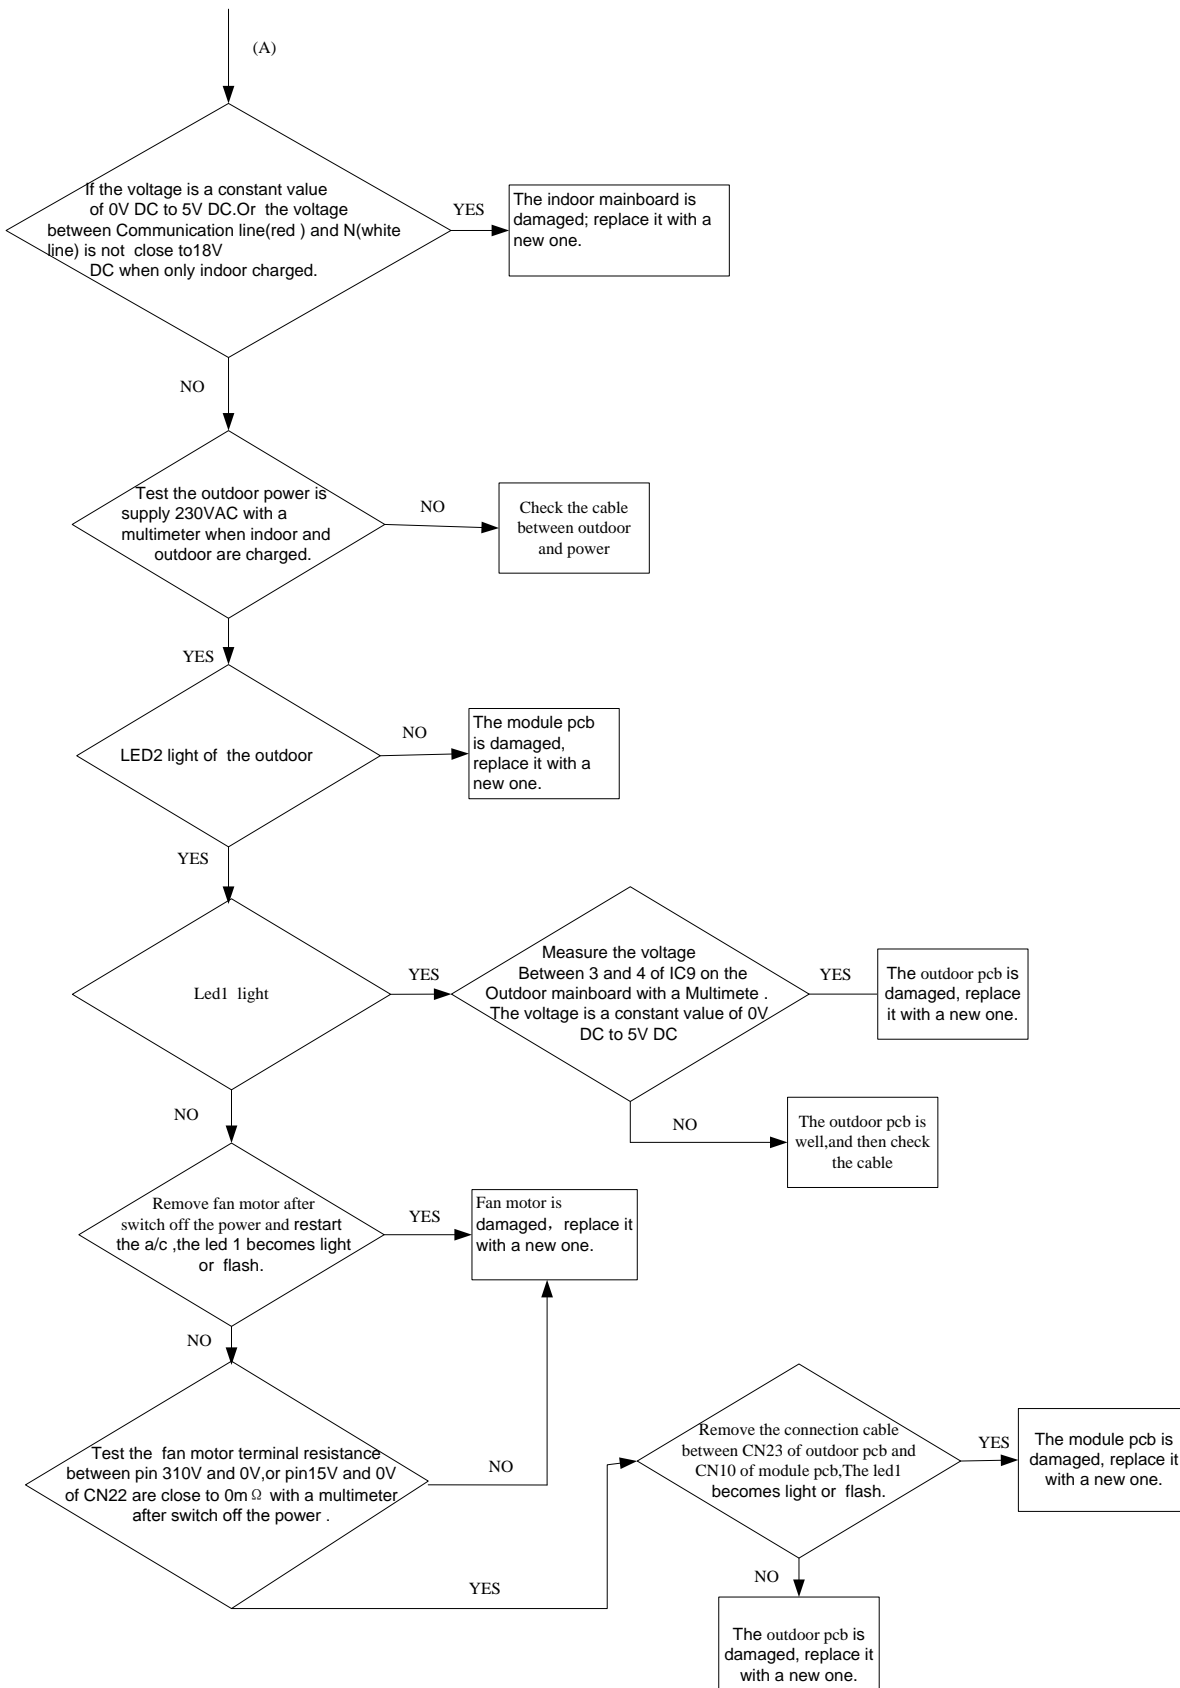 (A)
If the voltage is a constant value
of 0V DC to 5V DC.Or the voltage
between Communication line(red ) and N(white
line) is not close to18V
DC when only indoor charged.
YES
The indoor mainboard is
damaged; replace it with a
new one.
NO
Test the outdoor power is
supply 230VAC with a
multimeter when indoor and
outdoor are charged.
NO
Check the cable
between outdoor
and power
YES
LED2 light of the outdoor
NO
The module pcb
is damaged,
replace it with a
new one.
YES
Led1 light
YES
Measure the voltage
Between 3 and 4 of IC9 on the
Outdoor mainboard with a Multimete .
The voltage is a constant value of 0V
DC to 5V DC
YES
The outdoor pcb is
damaged, replace
it with a new one.
NO
The outdoor pcb is
well,and then check
the cable
NO
Remove fan motor after
switch off the power and restart
the a/c ,the led 1 becomes light
or flash.
YES
Fan motor is
damaged，replace it
with a new one.
NO
Test the fan motor terminal resistance
between pin 310V and 0V,or pin15V and 0V
of CN22 are close to 0mΩ with a multimeter
after switch off the power .
NO
YES
Remove the connection cable
between CN23 of outdoor pcb and
CN10 of module pcb,The led1
becomes light or flash.
YES
The module pcb is
damaged, replace it
with a new one.
NO
The outdoor pcb is
damaged, replace it
with a new one.